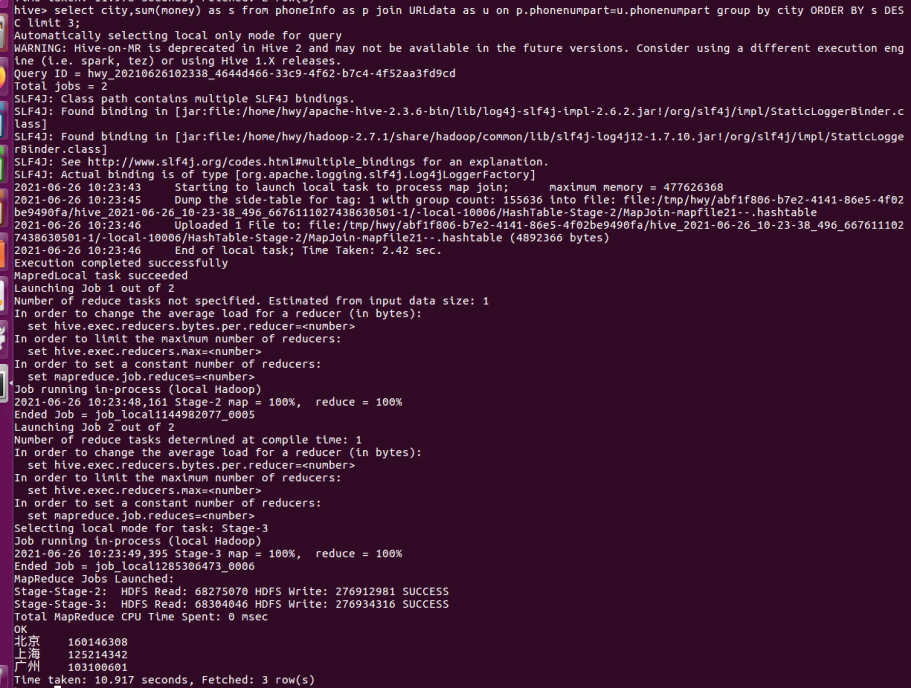 hive> select city,sum(money) as s from phoneInfo as p join URLdata as u on p.phonenumpart=u.phonenumpart group by city ORDER BY s DES
C limit 3;
Automatically selecting local only mode for query
WARNING: Hive-on-MR is deprecated in Hive 2 and may not be available in the future versions. Consider using a different execution eng
ine (i.e. spark, tez) or using Hive 1.X releases.
Query ID = hwy_20210626102338_4644d466-33c9-4f62-b7c4-4f52aa3fd9cd
Total jobs = 2
SLF4J: Class path contains multiple SLF4J bindings.
SLF4J: Found binding in [jar:file:/home/hwy/apache-hive-2.3.6-bin/lib/log4j-slf4j-impl-2.6.2.jar!/org/slf4j/impl/StaticLoggerBinder.c
lass]
SLF4J: Found binding in [jar:file:/home/hwy/hadoop-2.7.1/share/hadoop/common/lib/slf4j-log4j12-1.7.10.jar!/org/slf4j/impl/StaticLogge
rBinder.class]
SLF4J: See http://www.slf4j.org/codes.html#multiple_bindings for an explanation.
SLF4J: Actual binding is of type [org.apache.logging.slf4j.Log4jLoggerFactory]
2021-06-26 10:23:43     Starting to launch local task to process map join;      maximum memory = 477626368
2021-06-26 10:23:45     Dump the side-table for tag: 1 with group count: 155636 into file: file:/tmp/hwy/abf1f806-b7e2-4141-86e5-4f02
be9490fa/hive_2021-06-26_10-23-38_496_6676111027438630501-1/-local-10006/HashTable-Stage-2/MapJoin-mapfile21--.hashtable
2021-06-26 10:23:46     Uploaded 1 File to: file:/tmp/hwy/abf1f806-b7e2-4141-86e5-4f02be9490fa/hive_2021-06-26_10-23-38_496_667611102
7438630501-1/-local-10006/HashTable-Stage-2/MapJoin-mapfile21--.hashtable (4892366 bytes)
2021-06-26 10:23:46     End of local task; Time Taken: 2.42 sec.
Execution completed successfully
MapredLocal task succeeded
Launching Job 1 out of 2
Number of reduce tasks not specified. Estimated from input data size: 1
In order to change the average load for a reducer (in bytes):
  set hive.exec.reducers.bytes.per.reducer=<number>
In order to limit the maximum number of reducers:
  set hive.exec.reducers.max=<number>
In order to set a constant number of reducers:
  set mapreduce.job.reduces=<number>
Job running in-process (local Hadoop)
2021-06-26 10:23:48,161 Stage-2 map = 100%,  reduce = 100%
Ended Job = job_local1144982077_0005
Launching Job 2 out of 2
Number of reduce tasks determined at compile time: 1
In order to change the average load for a reducer (in bytes):
  set hive.exec.reducers.bytes.per.reducer=<number>
In order to limit the maximum number of reducers:
  set hive.exec.reducers.max=<number>
In order to set a constant number of reducers:
  set mapreduce.job.reduces=<number>
Selecting local mode for task: Stage-3
Job running in-process (local Hadoop)
2021-06-26 10:23:49,395 Stage-3 map = 100%,  reduce = 100%
Ended Job = job_local1285306473_0006
MapReduce Jobs Launched:
Stage-Stage-2:  HDFS Read: 68275070 HDFS Write: 276912981 SUCCESS
Stage-Stage-3:  HDFS Read: 68304046 HDFS Write: 276934316 SUCCESS
Total MapReduce CPU Time Spent: 0 msec
OK
北京    160146308
上海    125214342
广州    103100601
Time taken: 10.917 seconds, Fetched: 3 row(s)